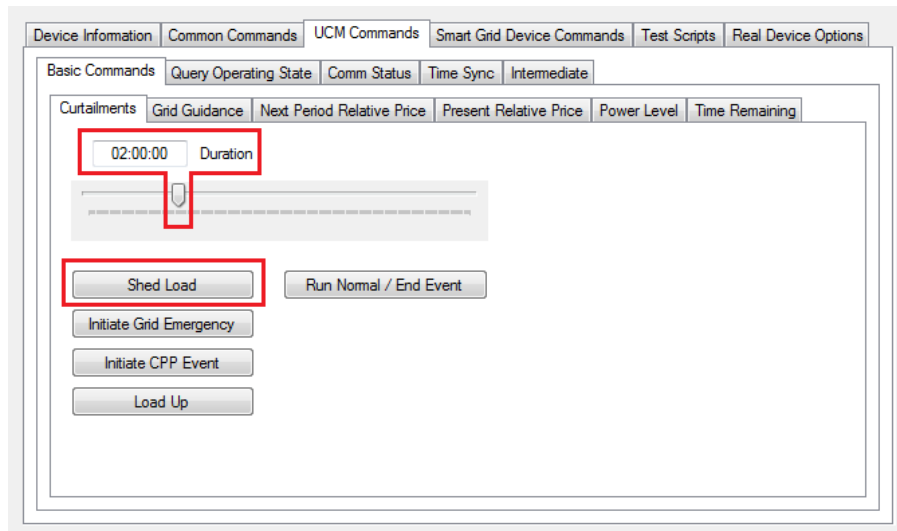 Device Information Common Commands UCM Commands Smart Grid Device Commands Test Scripts Real Device Options
Basic Commands Query Operating State Comm Status Time Sync Intermediate
Curtailments Grid Guidance Next Period Relative Price Present Relative Price Power Level Time Remaining
02:00:00 Duration
Shed Load Run Normal / End Event
Initiate Grid Emergency
Initiate CPP Event
Load Up